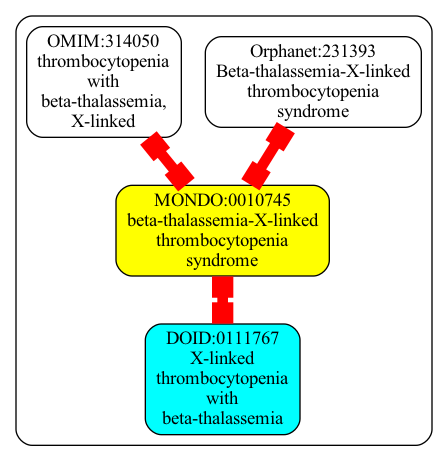 OMIM:314050
thrombocytopenia
with
beta-thalassemia,
X-linked
Orphanet:231393
Beta-thalassemia-X-linked
thrombocytopenia
syndrome
MONDO:0010745
beta-thalassemia-X-linked
thrombocytopenia
syndrome
DOID:0111767
X-linked
thrombocytopenia
with
beta-thalassemia